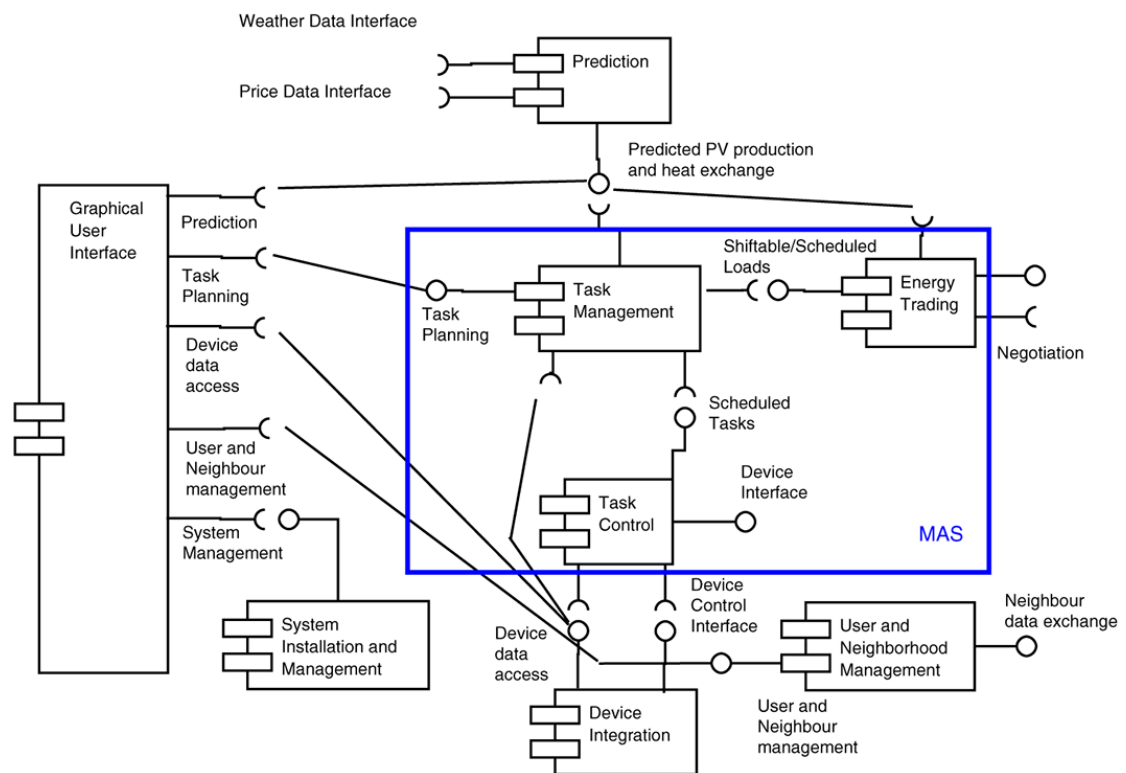 Weather Data Interface
Prediction
Price Data Interface
Predicted PV production
and heat exchange
Graphical
User
Interface
Prediction
Task
Planning
Task
Planning
Task
Management
Shiftable/Scheduled
Loads
Energy
Trading
Negotiation
Device
data
access
Scheduled
Tasks
User and
Neighbour
management
Device
Interface
Task
Control
MAS
System
Management
Device
Control
Interface
Neighbour
data exchange
System
Installation and
Management
Device
data
access
User and
Neighborhood
Management
Device
Integration
User and
Neighbour
management